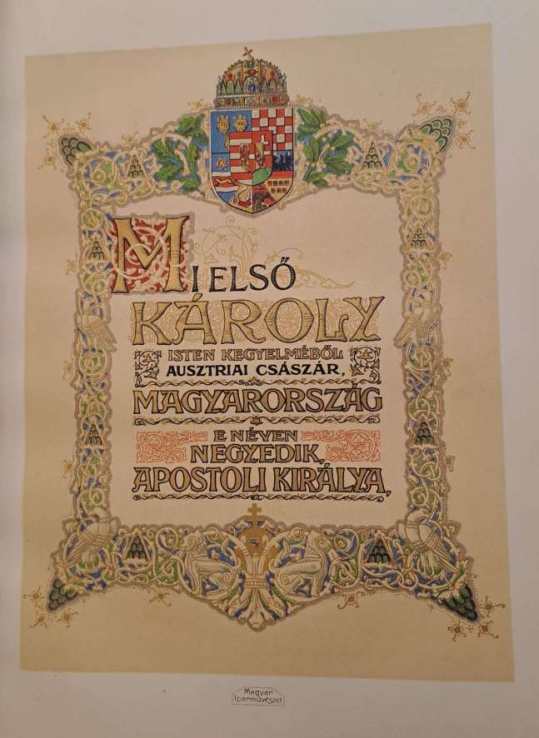 MI ELSŐ
KÁROLY
ISTEN KEGYELMÉBŐL
AUSZTRIAI CSÁSZÁR,
MAGYARORSZÁG
E NÉVEN
NEGYEDIK
APOSTOLI KIRÁLYA,
Magyar
Iparművészet